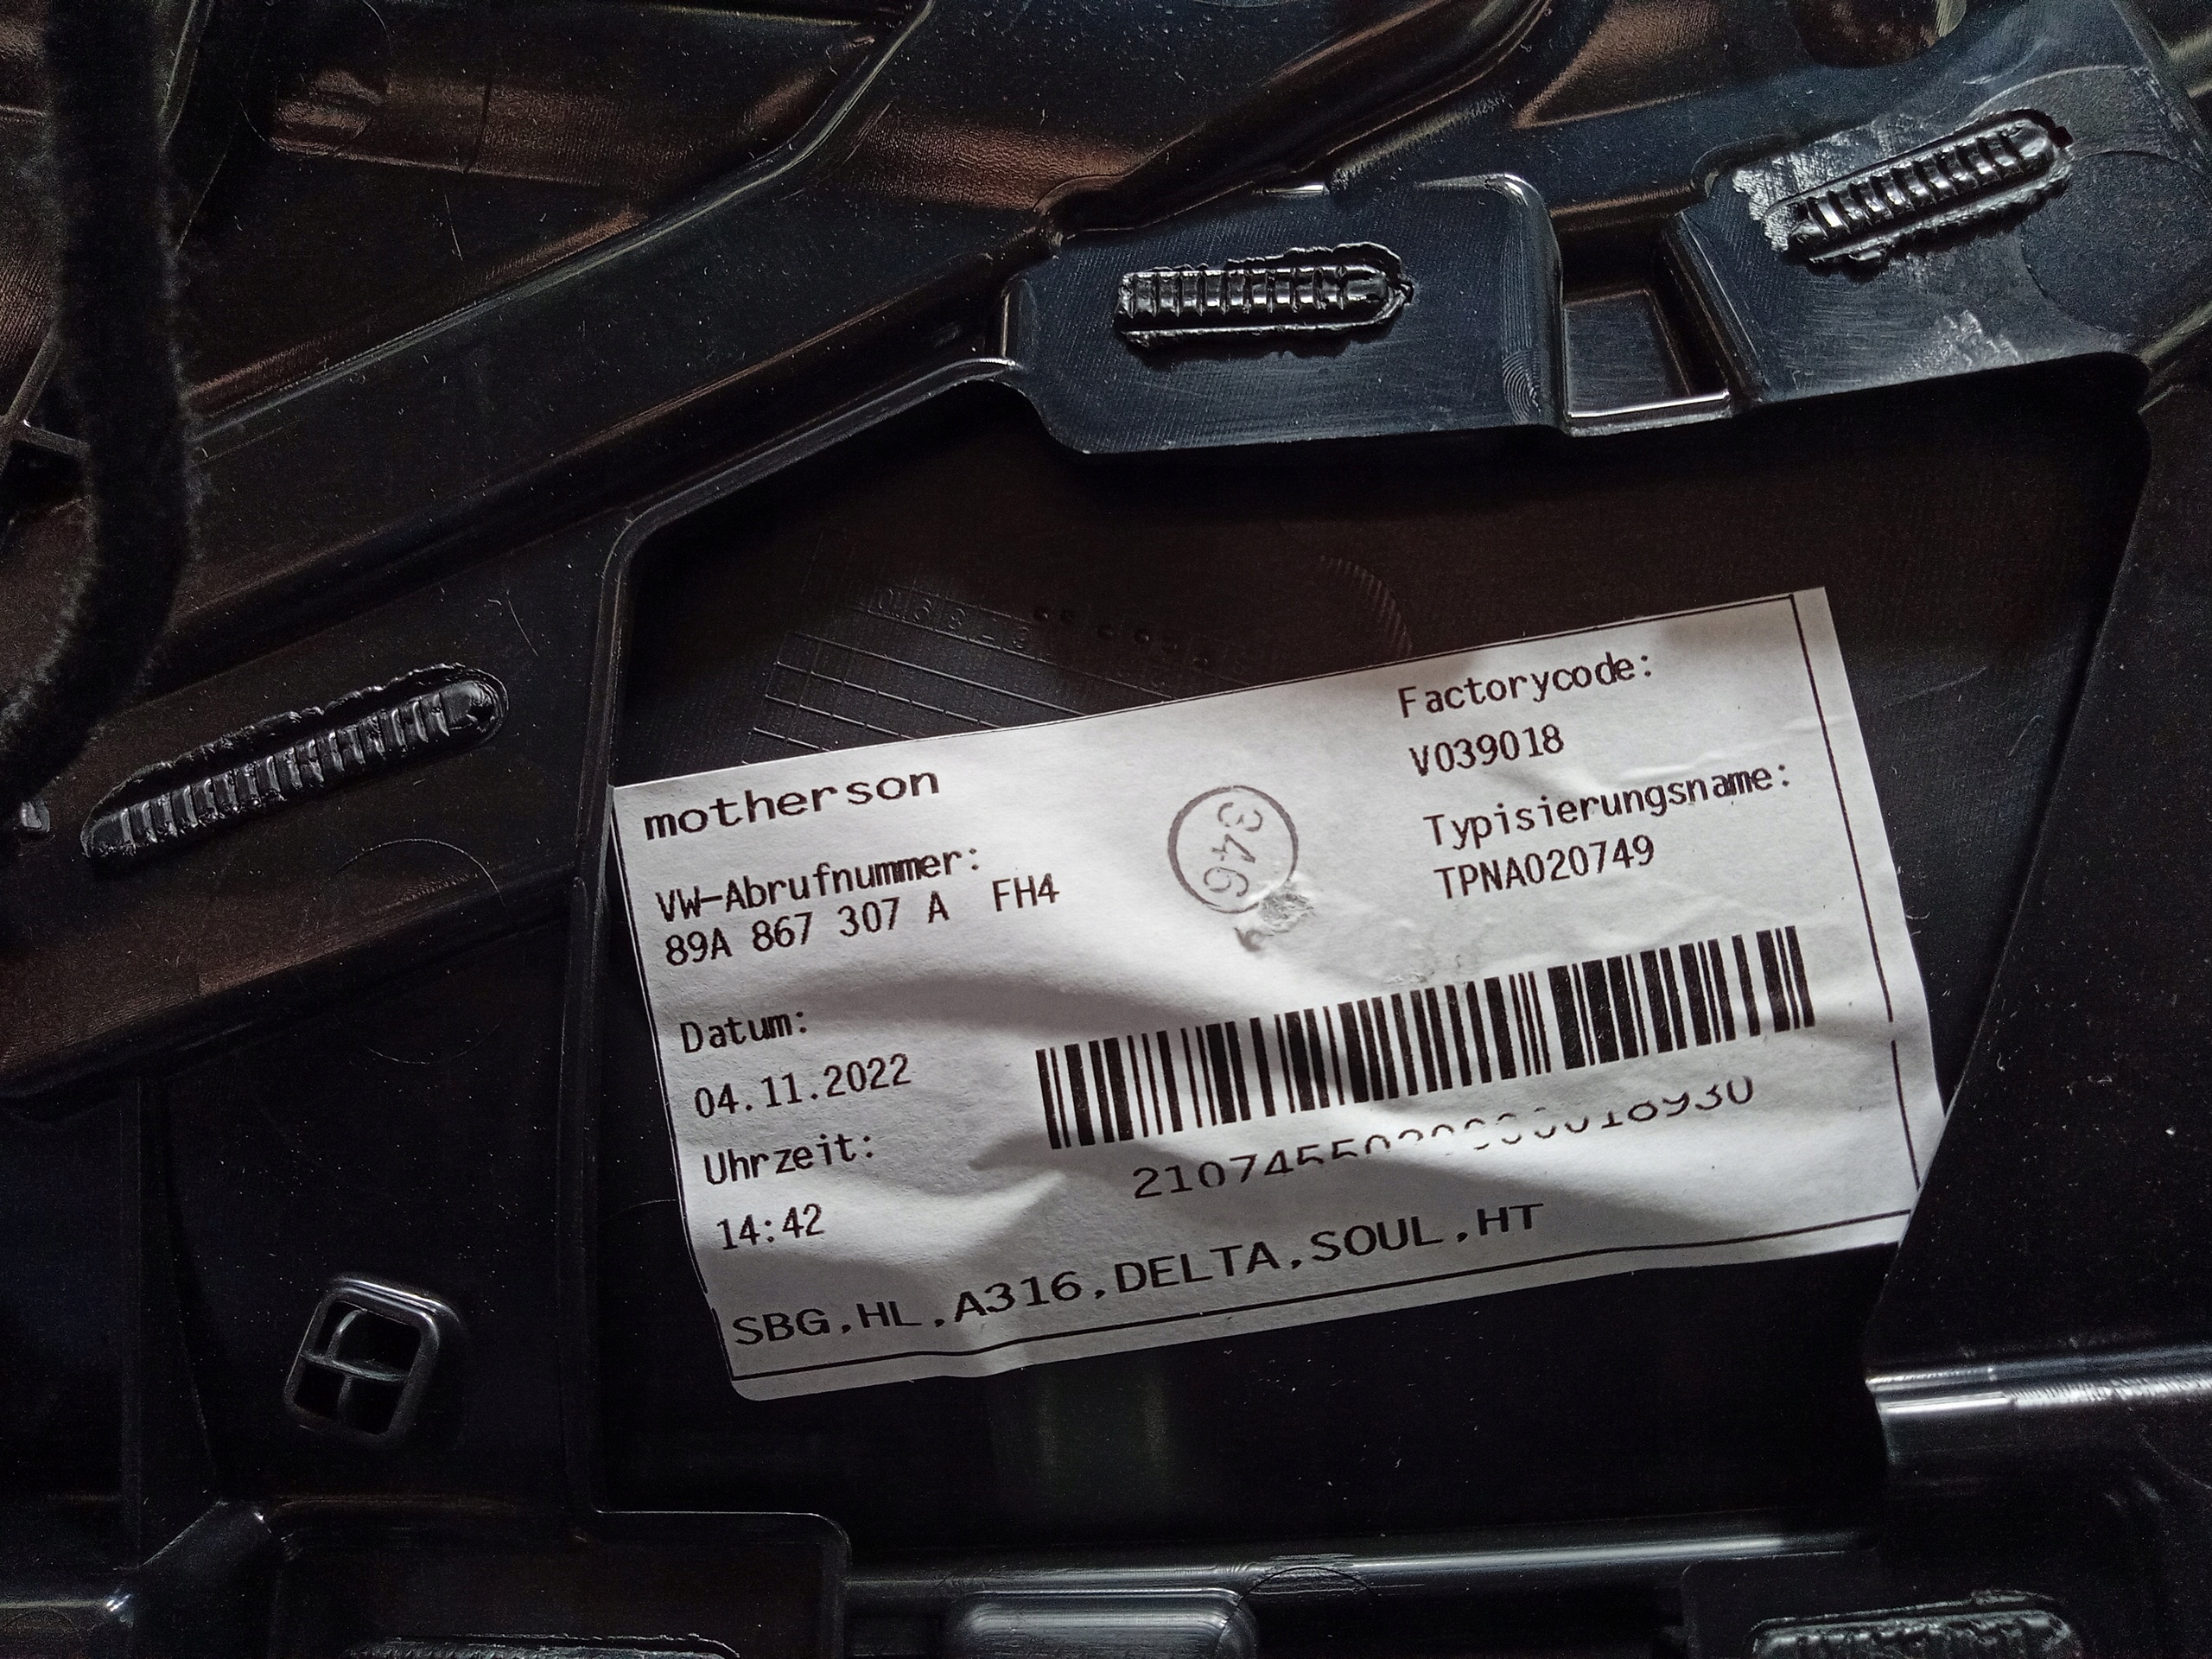 motherson
VW-Abrufnummer:
89A 867 307 A FH4
Datum:
04.11.2022
Uhrzeit:
14:42
346
Factorycode:
V039018
Typisierungsname:
TPNA020749
SBG,HL,A316,DELTA,SOUL,HT